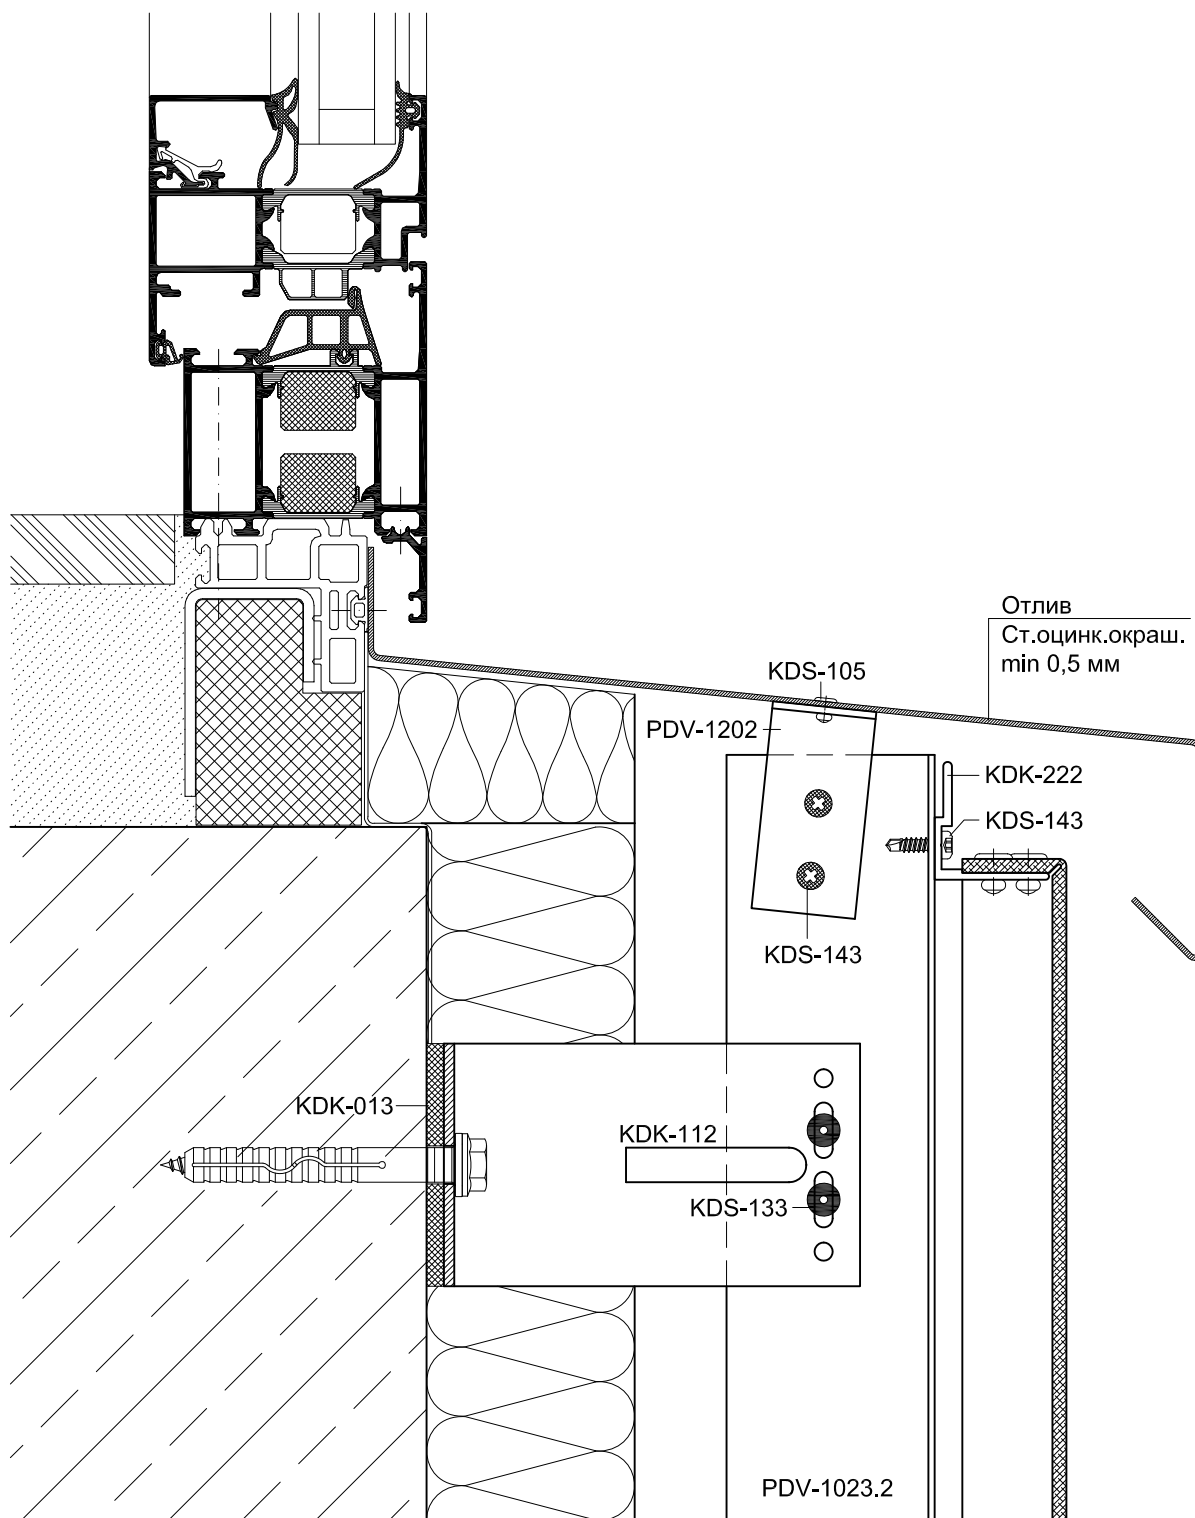 Отлив
Ст.оцинк.окраш.
min 0,5 мм
KDS-105
PDV-1202
KDK-222
KDS-143
KDS-143
KDK-013
KDK-112
KDS-133
PDV-1023.2